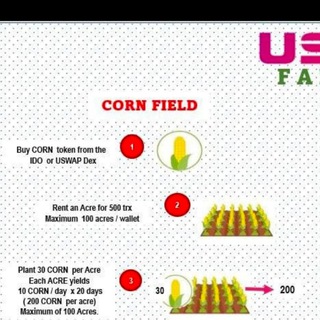 US
FA
CORN FIELD
Buy CORN token from the
IDO or USWAP Dex
1
Rent an Acre for 500 trx
Maximum 100 acres / wallet
2
Plant 30 CORN per Acre
Each ACRE yields
10 CORN / day x 20 days
( 200 CORN per acre)
Maximum of 100 Acres.
3
30
200